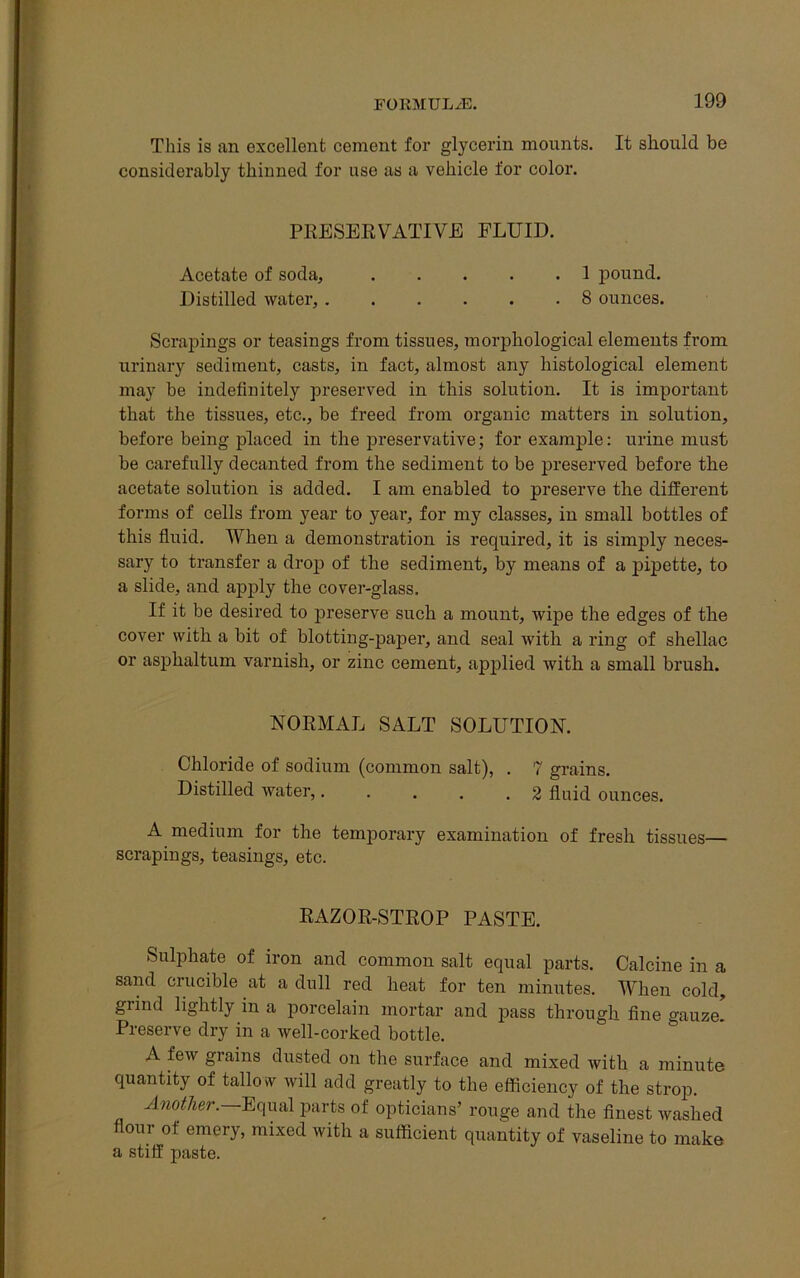 FORMULÆ. 199
This is an excellent cement for glycerin mounts. It should be
considerably thinned for use as a vehicle for color.
PRESERVATIVE FLUID.
Acetate of soda, . . . . . 1 pound.
Distilled water, . . . . . . 8 ounces.
Scrapings or teasings from tissues, morphological elements from
urinary sediment, casts, in fact, almost any histological element
may be indefinitely preserved in this solution. It is important
that the tissues, etc., be freed from organic matters in solution,
before being placed in the preservative; for example: urine must
be carefully decanted from the sediment to be preserved before the
acetate solution is added. I am enabled to preserve the different
forms of cells from year to year, for my classes, in small bottles of
this fluid. When a demonstration is required, it is simply neces-
sary to transfer a drop of the sediment, by means of a pipette, to
a slide, and apply the cover-glass.
If it be desired to preserve such a mount, wipe the edges of the
cover with a bit of blotting-paper, and seal with a ring of shellac
or asphaltum varnish, or zinc cement, applied with a small brush.
NORMAL SALT SOLUTION.
Chloride of sodium (common salt), . 7 grains.
Distilled water, . . . . . 2 fluid ounces.
A medium for the temporary examination of fresh tissues—
scrapings, teasings, etc.
RAZOR-STROP PASTE.
Sulphate of iron and common salt equal parts. Calcine in a
sand crucible at a dull red heat for ten minutes. When cold,
grind lightly in a porcelain mortar and pass through fine gauze.
Preserve dry in a well-corked bottle.
A few grains dusted on the surface and mixed with a minute
quantity of tallow will add greatly to the efficiency of the strop.
Another.—Equal parts of opticians’ rouge and the finest washed
flour of emery, mixed with a sufficient quantity of vaseline to make
a stiff paste.